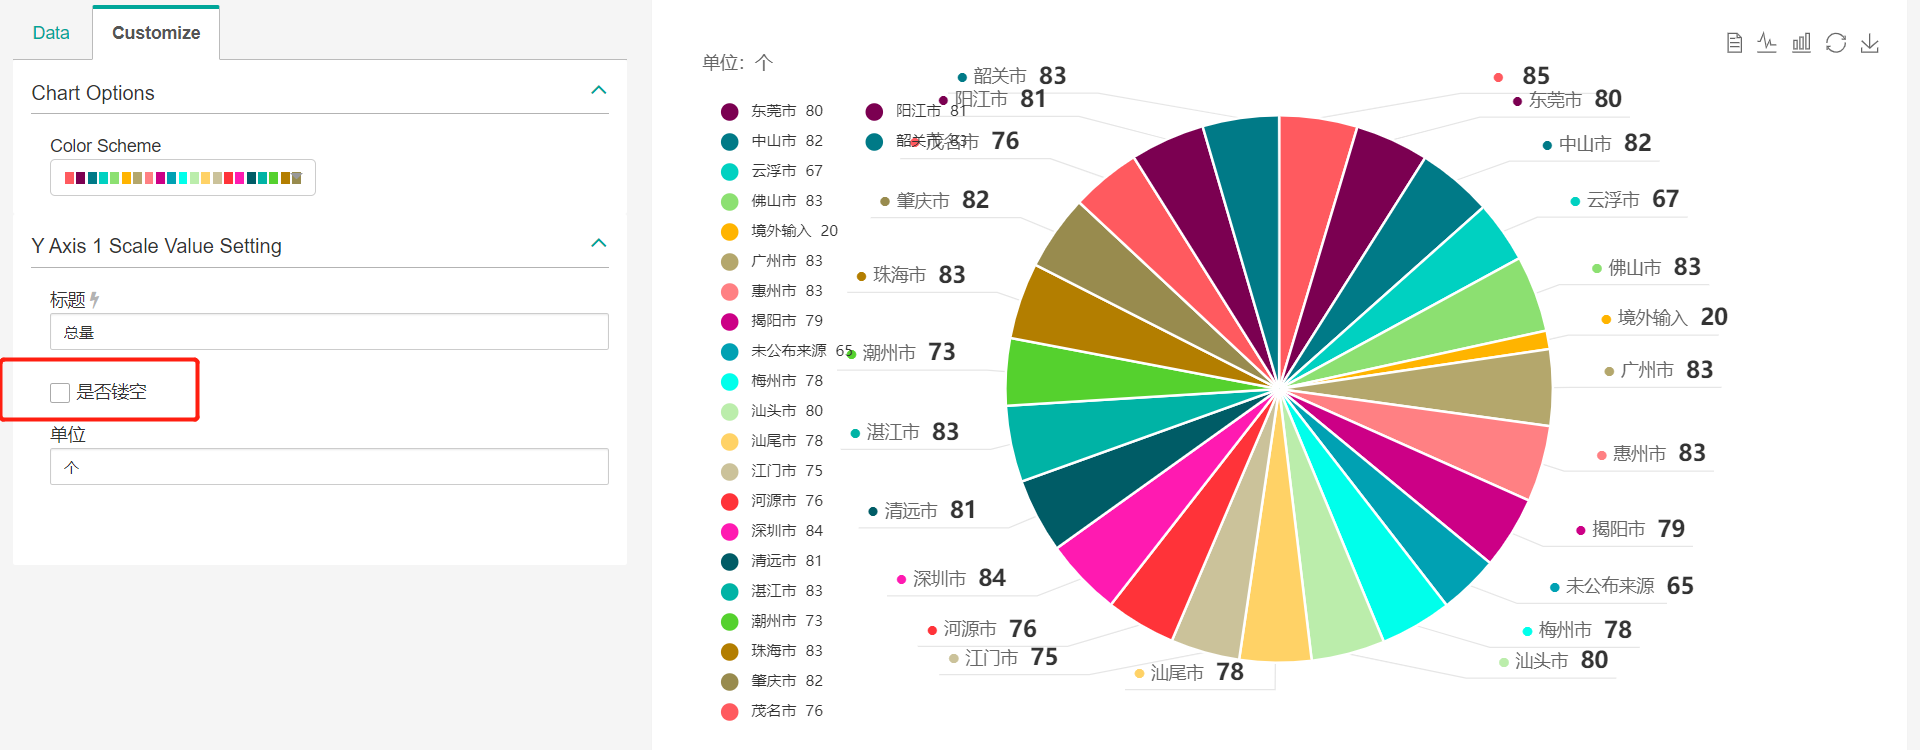 Data
Customize
Chart Options
Color Scheme
Y Axis 1 Scale Value Setting
标题
总量
是否镂空
单位
个
单位: 个
东莞市 80
中山市 82
云浮市 67
佛山市 83
境外输入 20
广州市 83
惠州市 83
揭阳市 79
未公布来源 65
梅州市 78
汕头市 80
汕尾市 78
江门市 75
河源市 76
深圳市 84
清远市 81
湛江市 83
潮州市 73
珠海市 83
肇庆市 82
茂名市 76
阳江市 81
韶关市 83
韶关市 83
阳江市 81
茂名市 76
肇庆市 82
珠海市 83
潮州市 73
湛江市 83
清远市 81
深圳市 84
河源市 76
江门市 75
汕尾市 78
85
东莞市 80
中山市 82
云浮市 67
佛山市 83
境外输入 20
广州市 83
惠州市 83
揭阳市 79
未公布来源 65
梅州市 78
汕头市 80